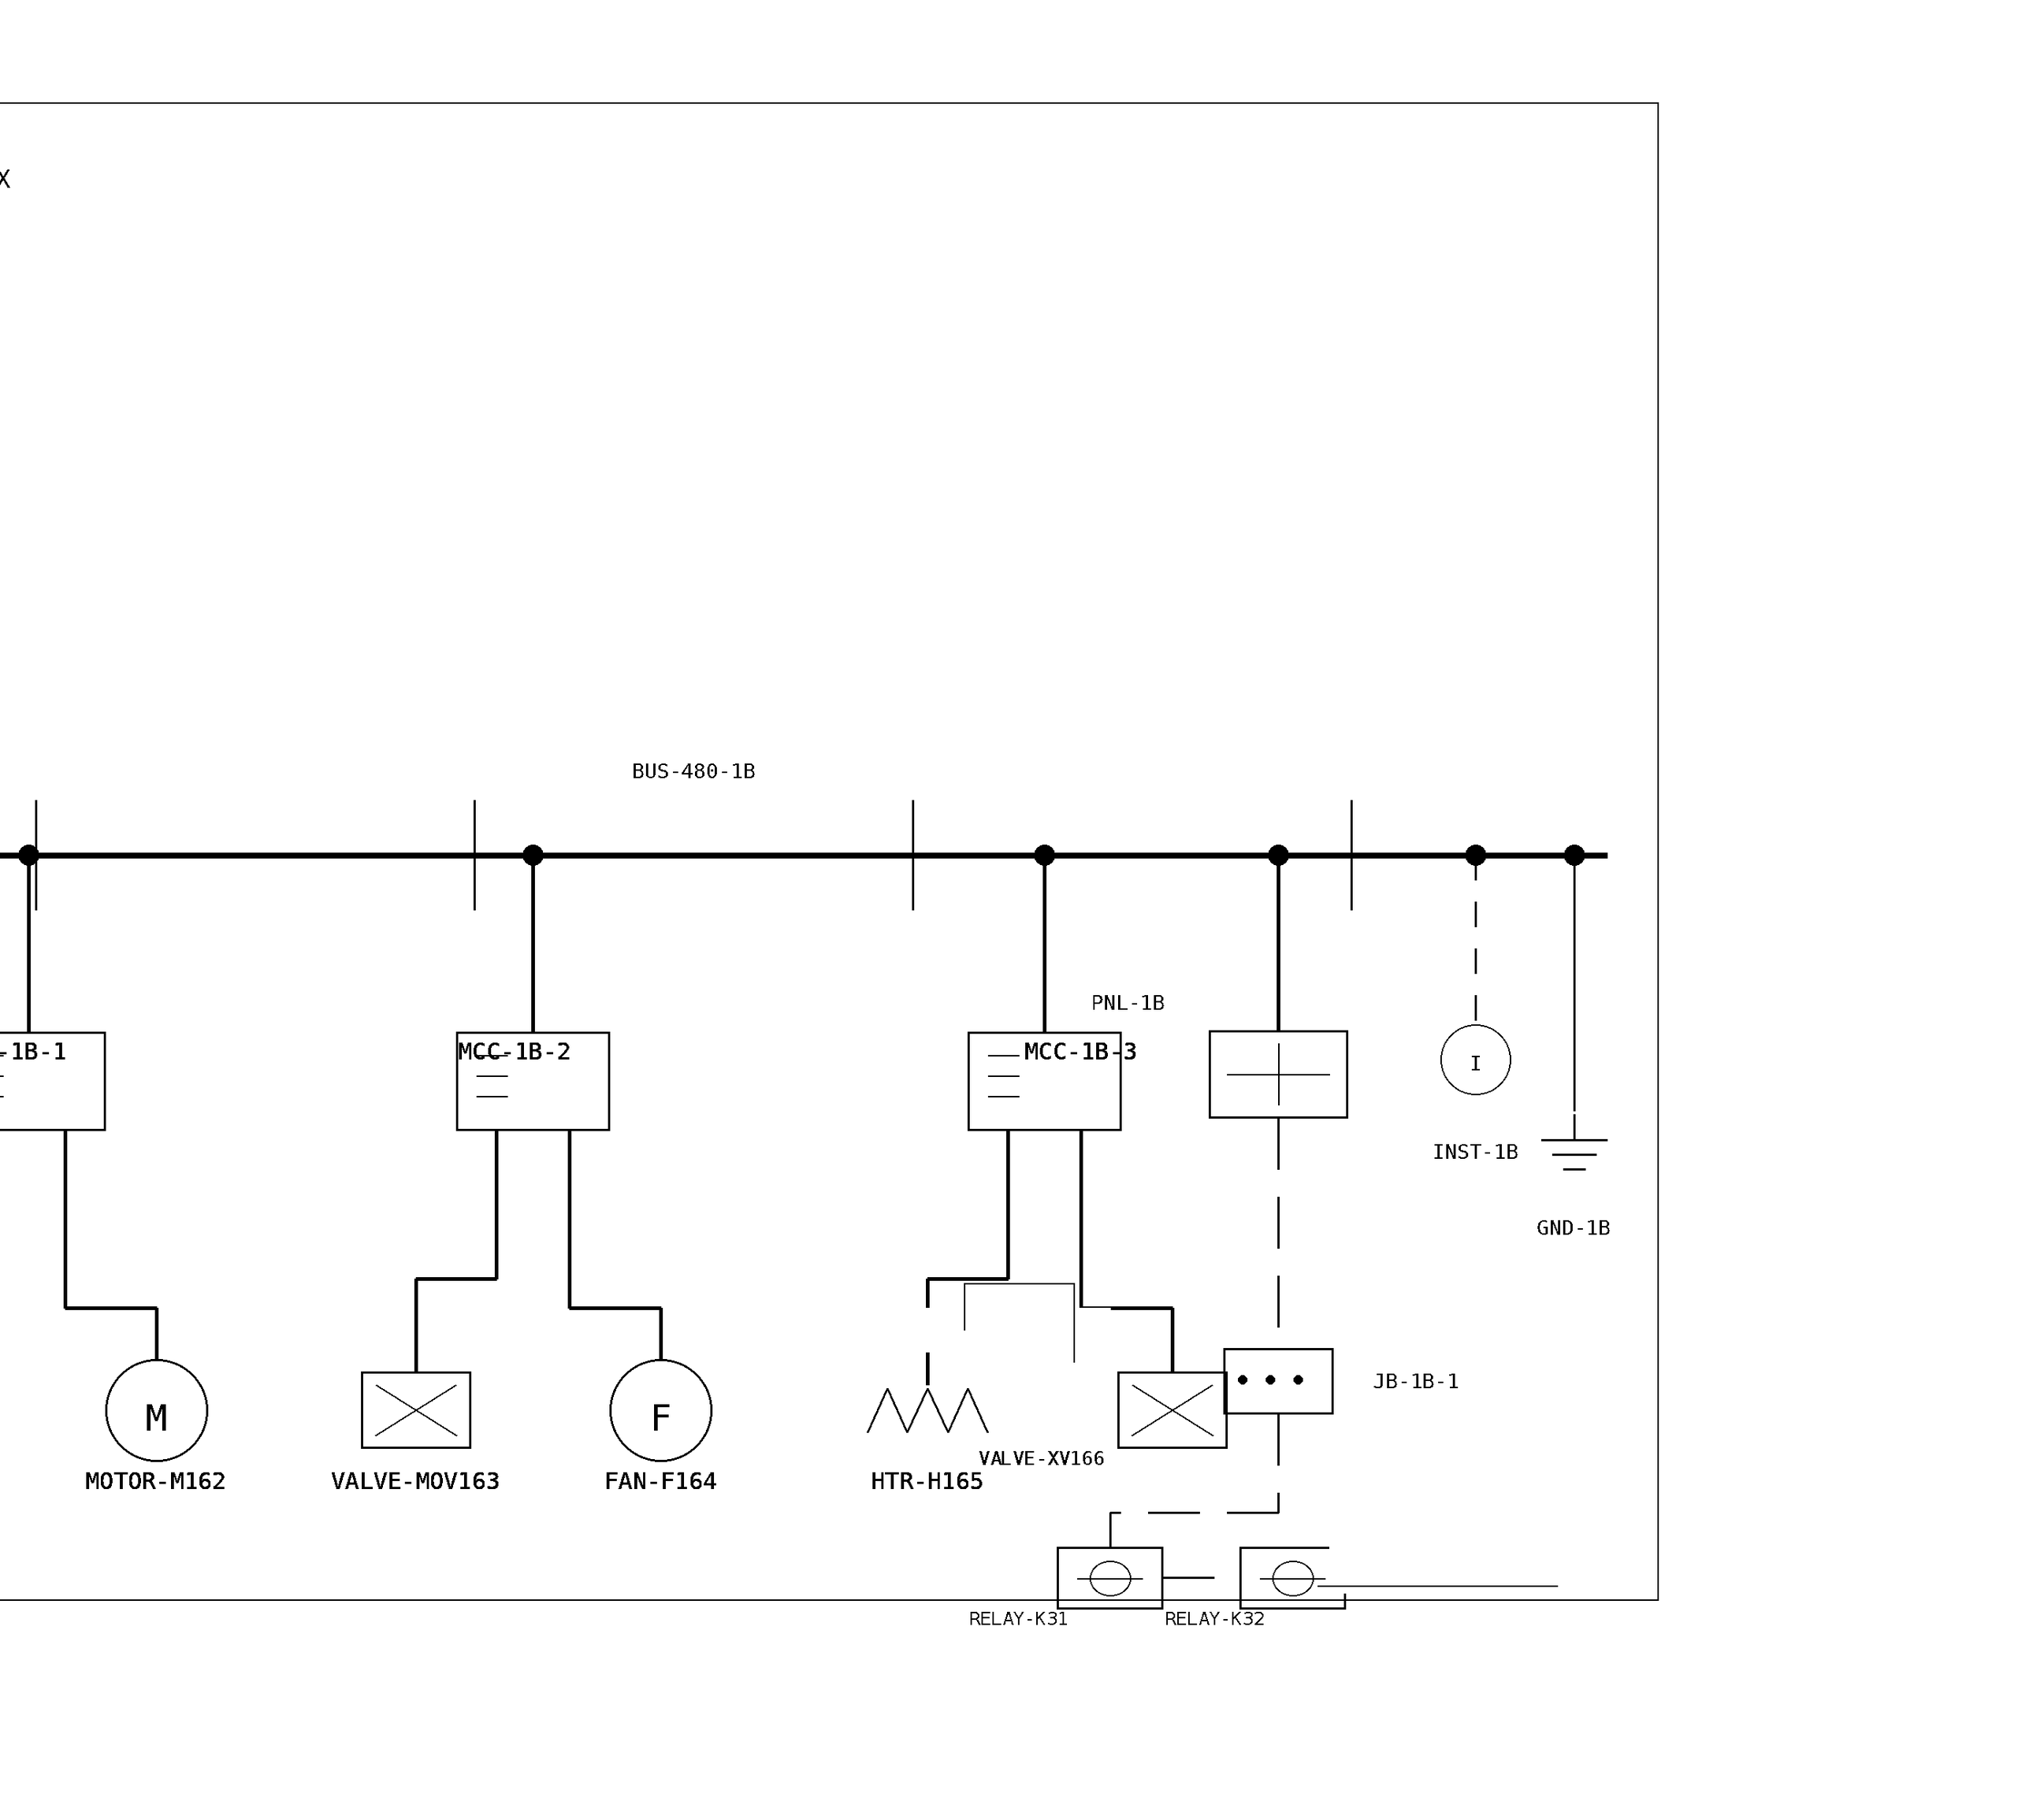 X
BUS-480-1B
PNL-1B
-1B-1
MCC-1B-2
MCC-1B-3
I
INST-1B
GND-1B
JB-1B-1
M
F
VALVE-XV166
MOTOR-M162
VALVE-MOV163
FAN-F164
HTR-H165
RELAY-K31
RELAY-K32